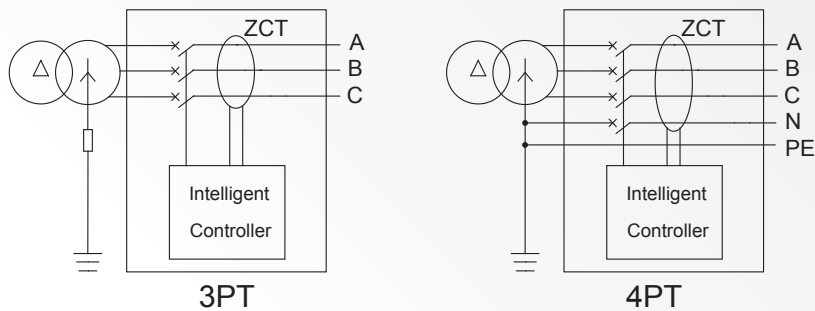 ZCT
A
B
C
Intelligent
Controller
3PT
ZCT
A
B
C
N
PE
Intelligent
Controller
4PT